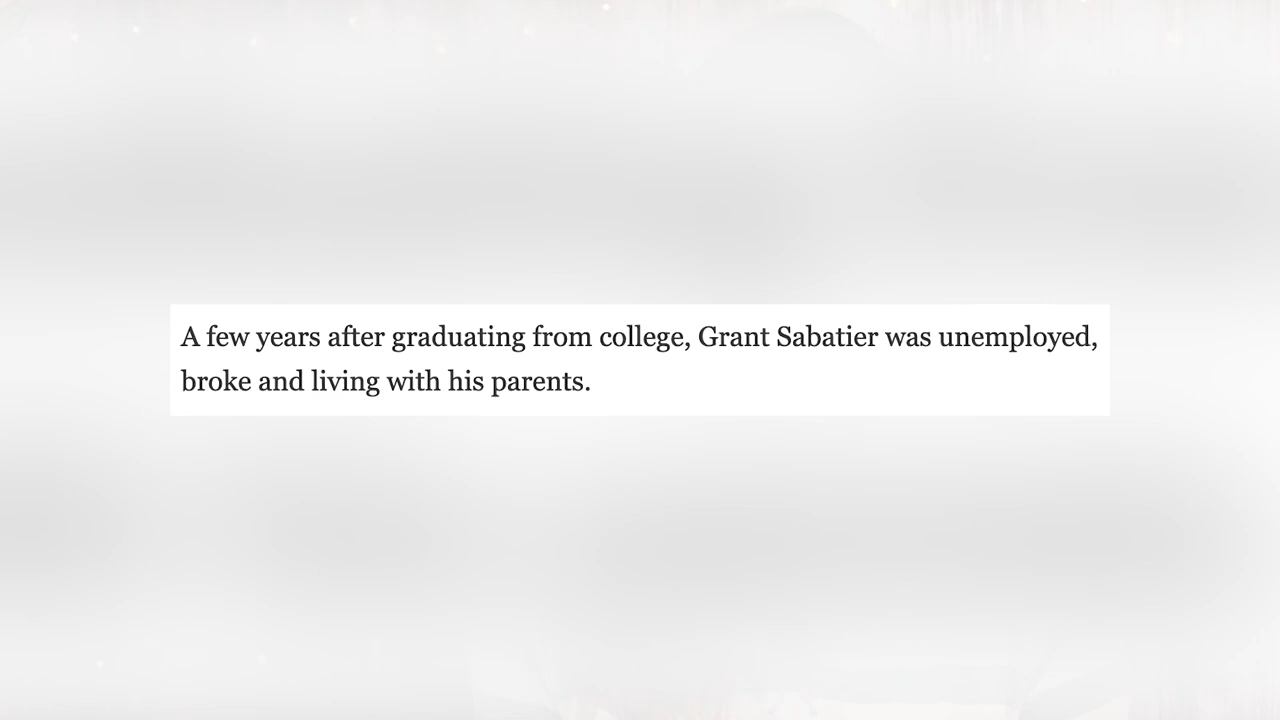 A few years after graduating from college, Grant Sabatier was unemployed,
broke and living with his parents.